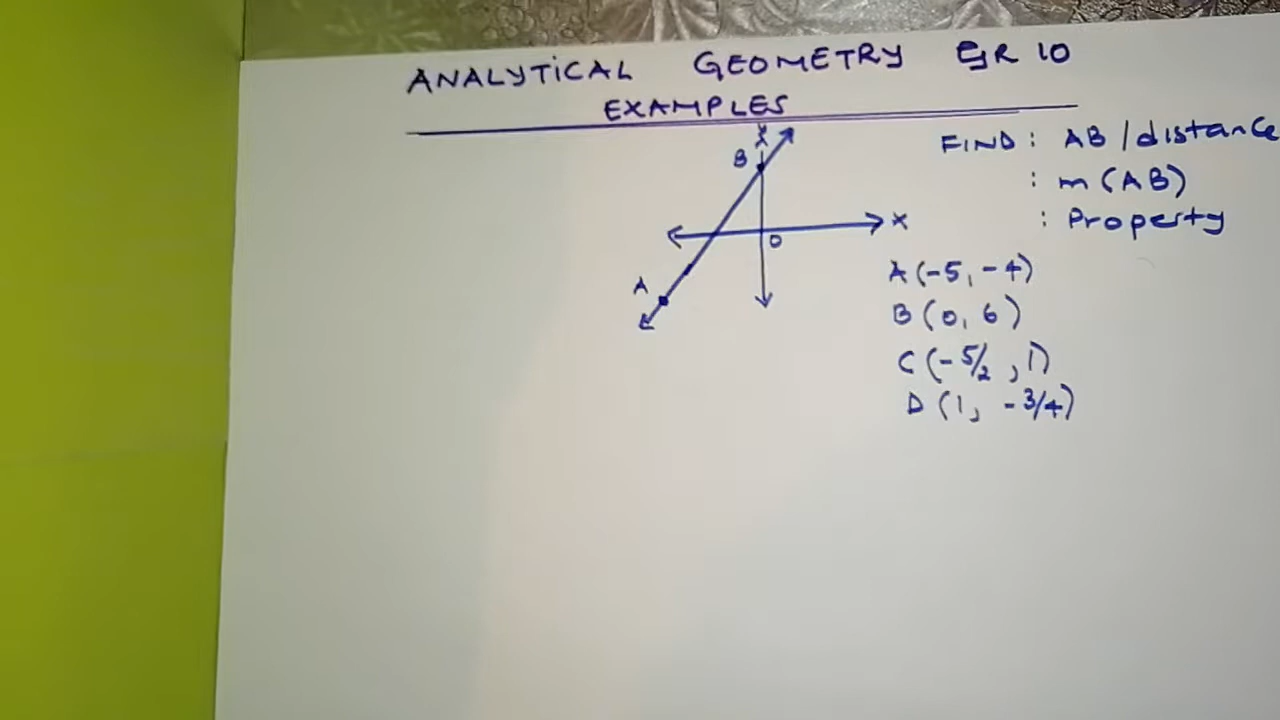 ANALYTICAL GEOMETRY GR 10
EXAMPLES
Y
B
X
O
A
FIND: AB/distance
: m(AB)
: Property
A(-5, -4)
B(0, 6)
C(-5/2, 1)
D(1, -3/4)